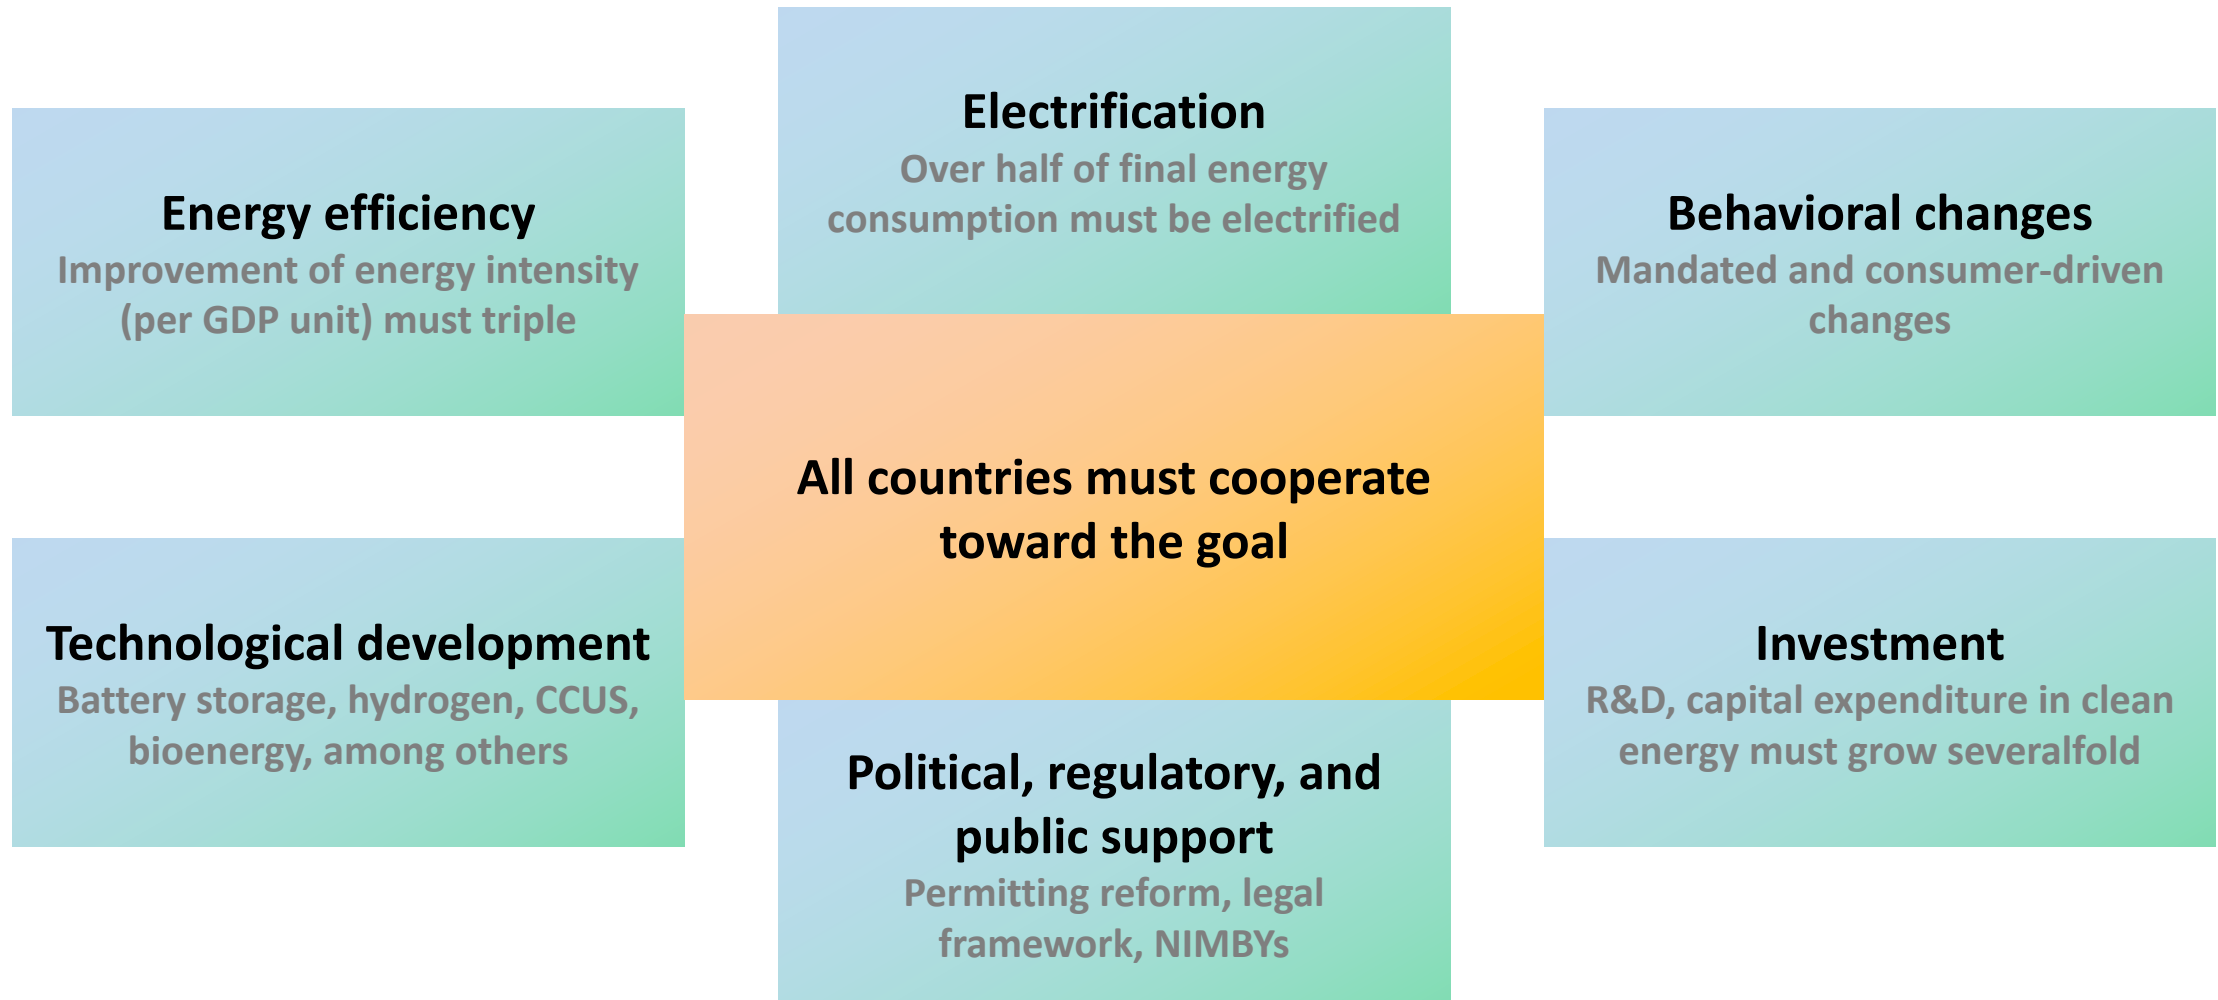 Electrification
Over half of final energy
consumption must be electrified
Energy efficiency
Improvement of energy intensity
(per GDP unit) must triple
Behavioral changes
Mandated and consumer-driven
changes
All countries must cooperate
toward the goal
Technological development
Battery storage, hydrogen, CCUS,
bioenergy, among others
Investment
R&D, capital expenditure in clean
energy must grow severalfold
Political, regulatory, and
public support
Permitting reform, legal
framework, NIMBYs